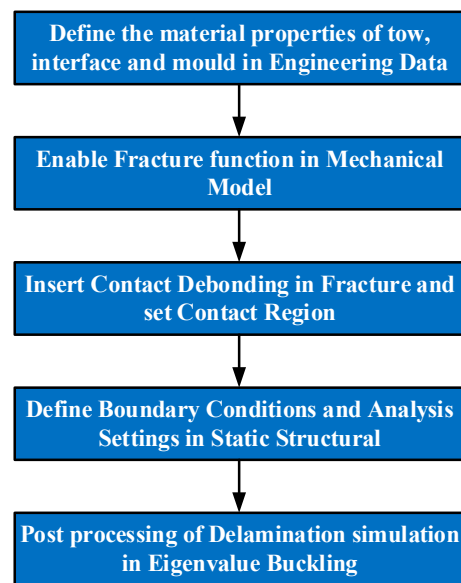 Define the material properties of tow,
interface and mould in Engineering Data
Enable Fracture function in Mechanical
Model
Insert Contact Debonding in Fracture and
set Contact Region
Define Boundary Conditions and Analysis
Settings in Static Structural
Post processing of Delamination simulation
in Eigenvalue Buckling